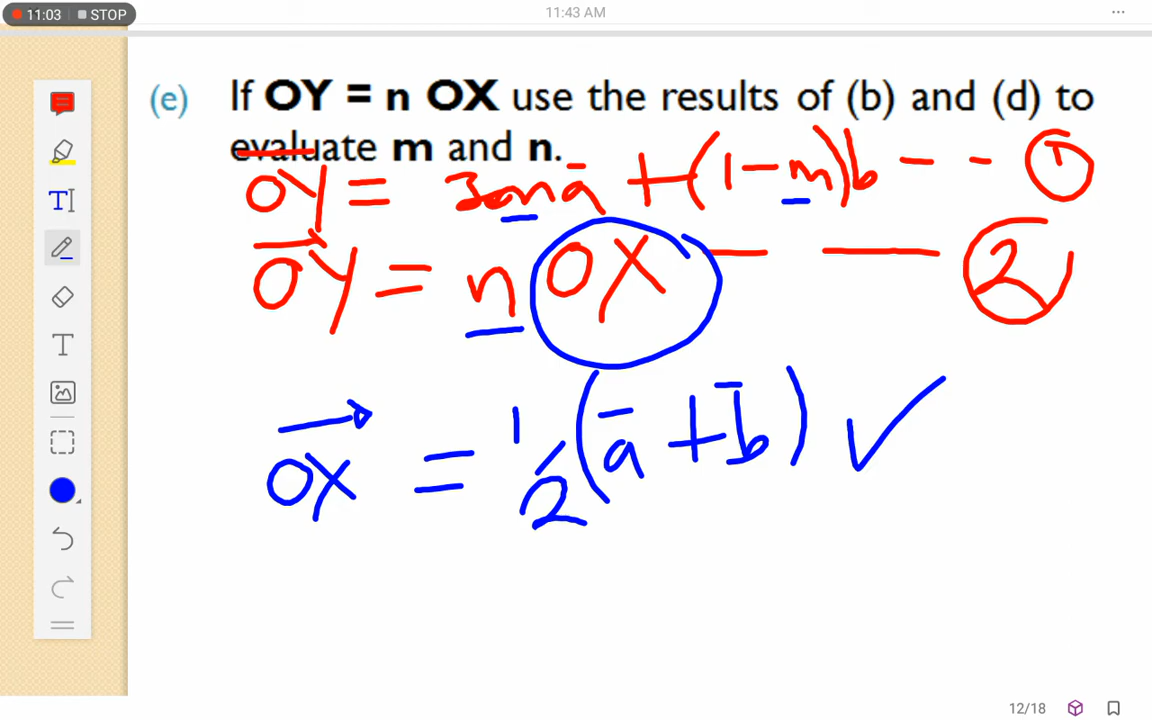 11:03 STOP
11:43 AM
(e) If OY = n OX use the results of (b) and (d) to
evaluate m and n.
OY = 3m a̅ + (1 - m)b - - ①
OY = n OX — — ②
OX = 1/2 (a̅ + b̅) ✓
12/18